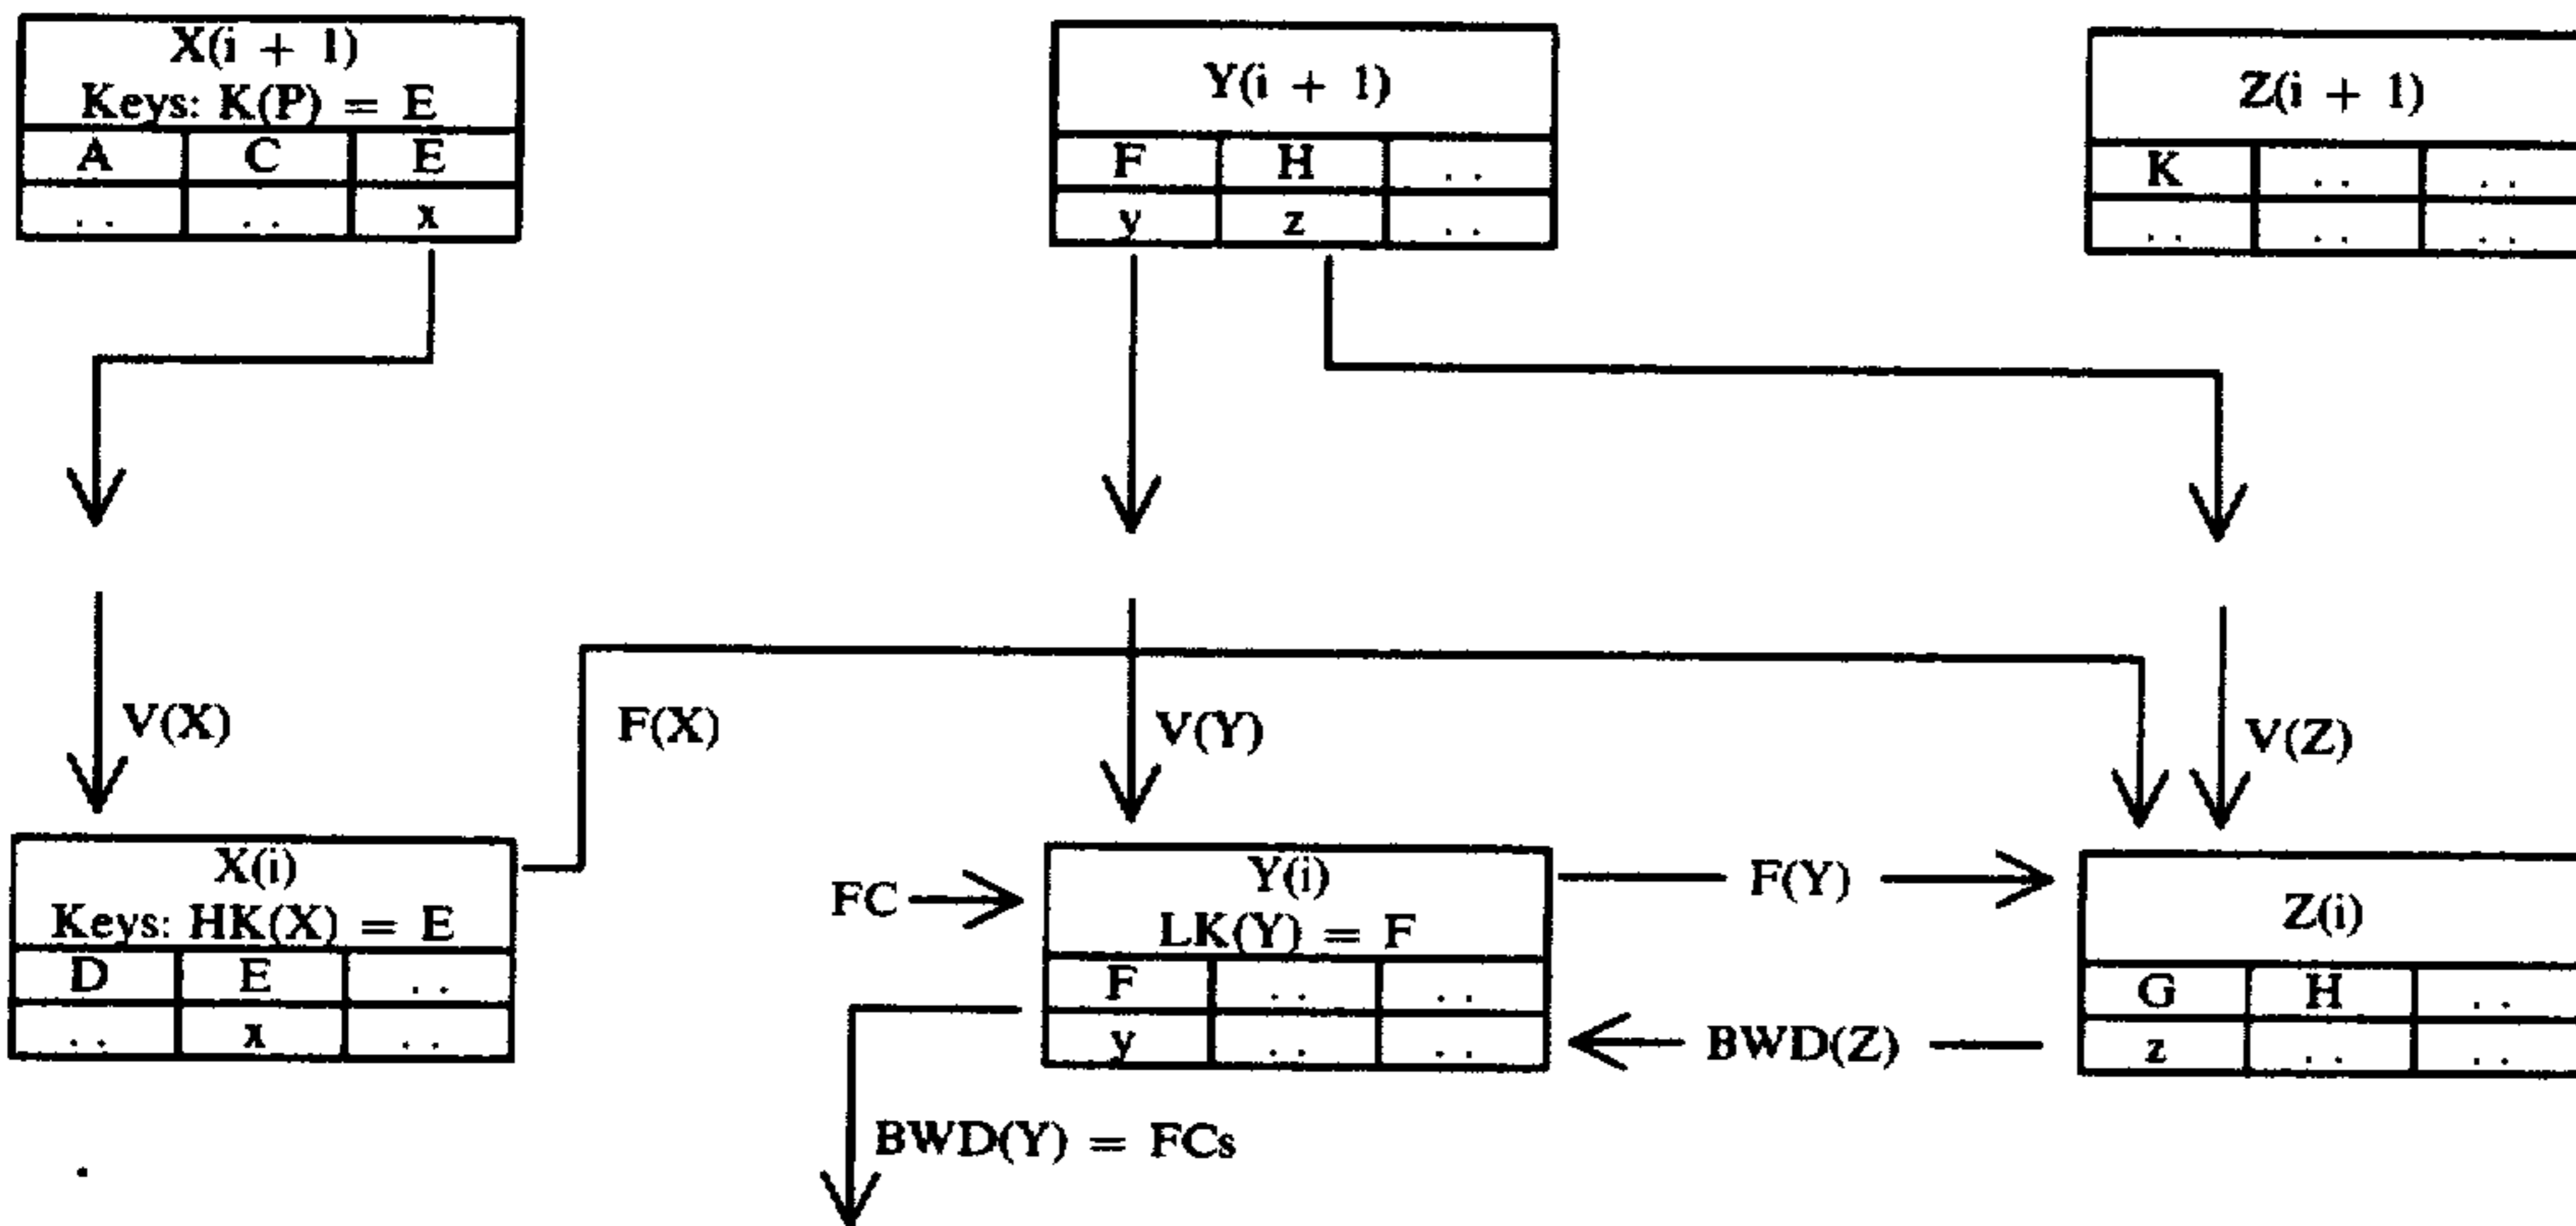 X(i + 1)
Keys: K(P) = E
A C E
. . . . x
Y(i + 1)
F H . .
y z . .
Z(i + 1)
K . . . .
. . . . . .
V(X)
F(X)
V(Y)
V(Z)
X(i)
Keys: HK(X) = E
D E . .
. . x . .
FC
Y(i)
LK(Y) = F
F . . . .
y . . . .
F(Y)
BWD(Z)
Z(i)
G H . .
z . . . .
BWD(Y) = FCs